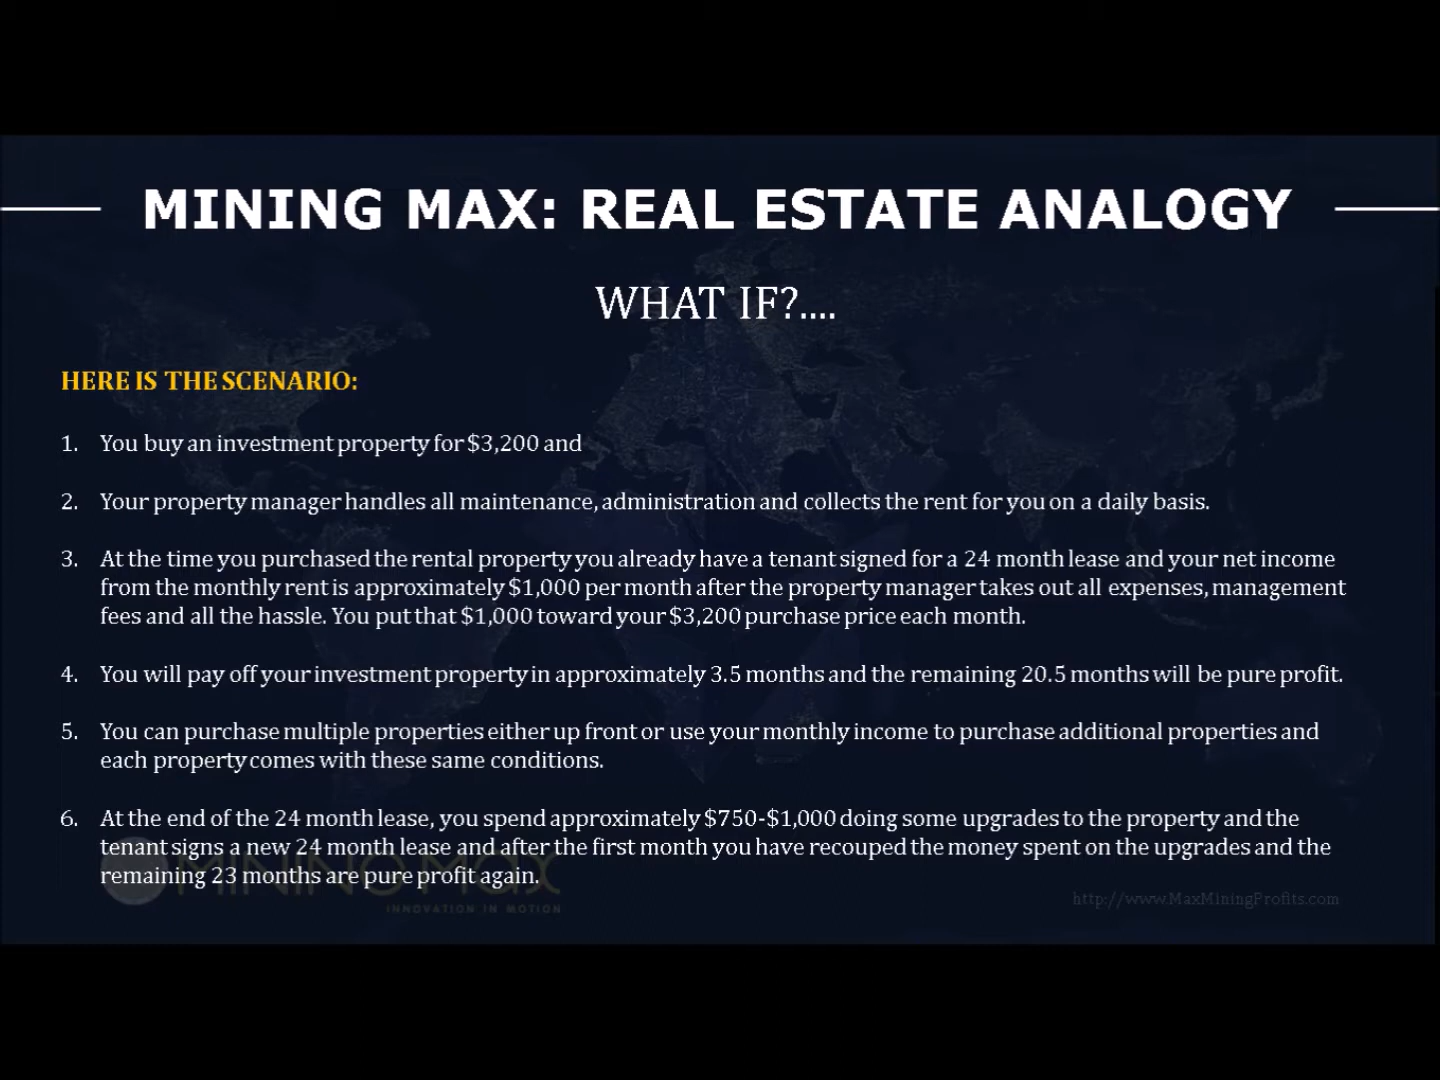 MINING MAX: REAL ESTATE ANALOGY
WHAT IF?....
HERE IS THE SCENARIO:
1. You buy an investment property for $3,200 and
2. Your property manager handles all maintenance, administration and collects the rent for you on a daily basis.
3. At the time you purchased the rental property you already have a tenant signed for a 24 month lease and your net income
from the monthly rent is approximately $1,000 per month after the property manager takes out all expenses, management
fees and all the hassle. You put that $1,000 toward your $3,200 purchase price each month.
4. You will pay off your investment property in approximately 3.5 months and the remaining 20.5 months will be pure profit.
5. You can purchase multiple properties either up front or use your monthly income to purchase additional properties and
each property comes with these same conditions.
6. At the end of the 24 month lease, you spend approximately $750-$1,000 doing some upgrades to the property and the
tenant signs a new 24 month lease and after the first month you have recouped the money spent on the upgrades and the
remaining 23 months are pure profit again.
MINING MAX
INNOVATION IN MOTION
http://www.MaxMiningProfits.com